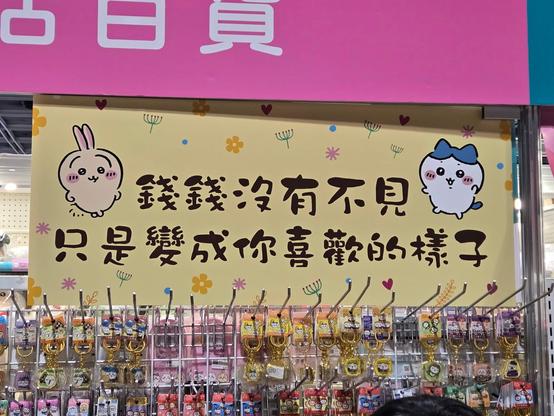 百貨
錢錢沒有不見
只是變成你喜歡的樣子